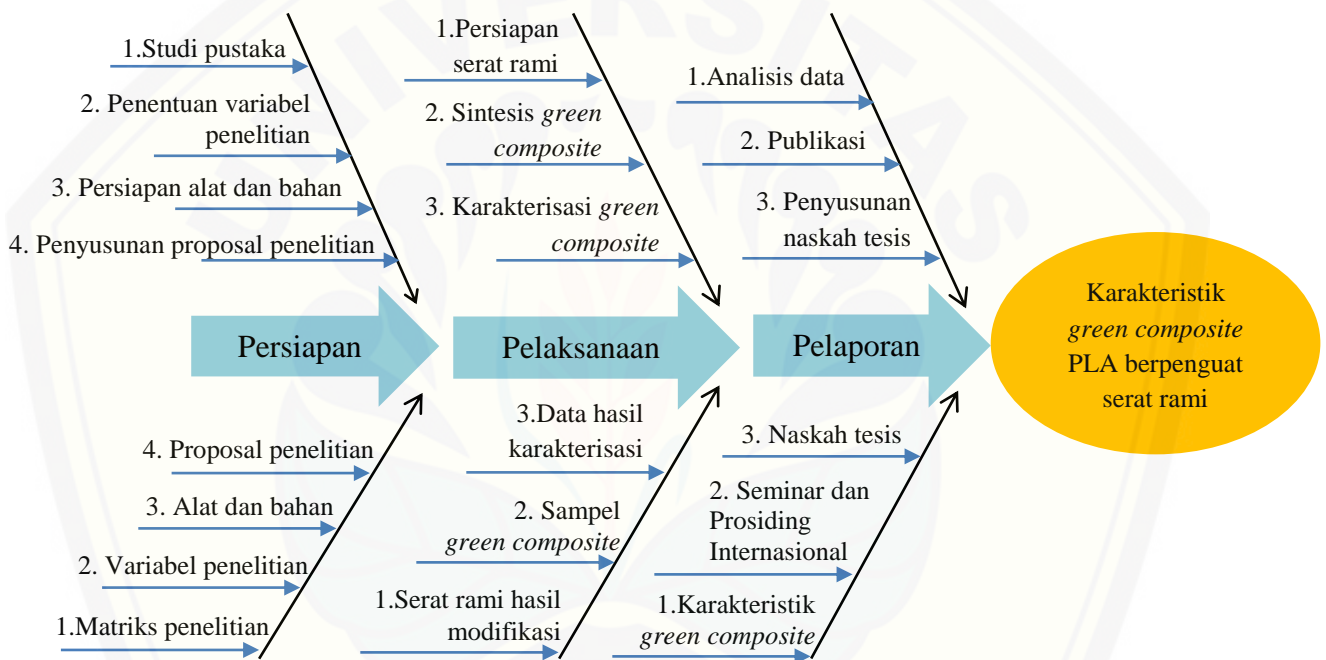 1.Studi pustaka
2. Penentuan variabel
penelitian
3. Persiapan alat dan bahan
4. Penyusunan proposal penelitian
1.Persiapan
serat rami
2. Sintesis green
composite
3. Karakterisasi green
composite
1.Analisis data
2. Publikasi
3. Penyusunan
naskah tesis
Persiapan
Pelaksanaan
Pelaporan
Karakteristik
green composite
PLA berpenguat
serat rami
4. Proposal penelitian
3. Alat dan bahan
2. Variabel penelitian
1.Matriks penelitian
3.Data hasil
karakterisasi
2. Sampel
green composite
1.Serat rami hasil
modifikasi
3. Naskah tesis
2. Seminar dan
Prosiding
Internasional
1.Karakteristik
green composite
UNIVERSITAS